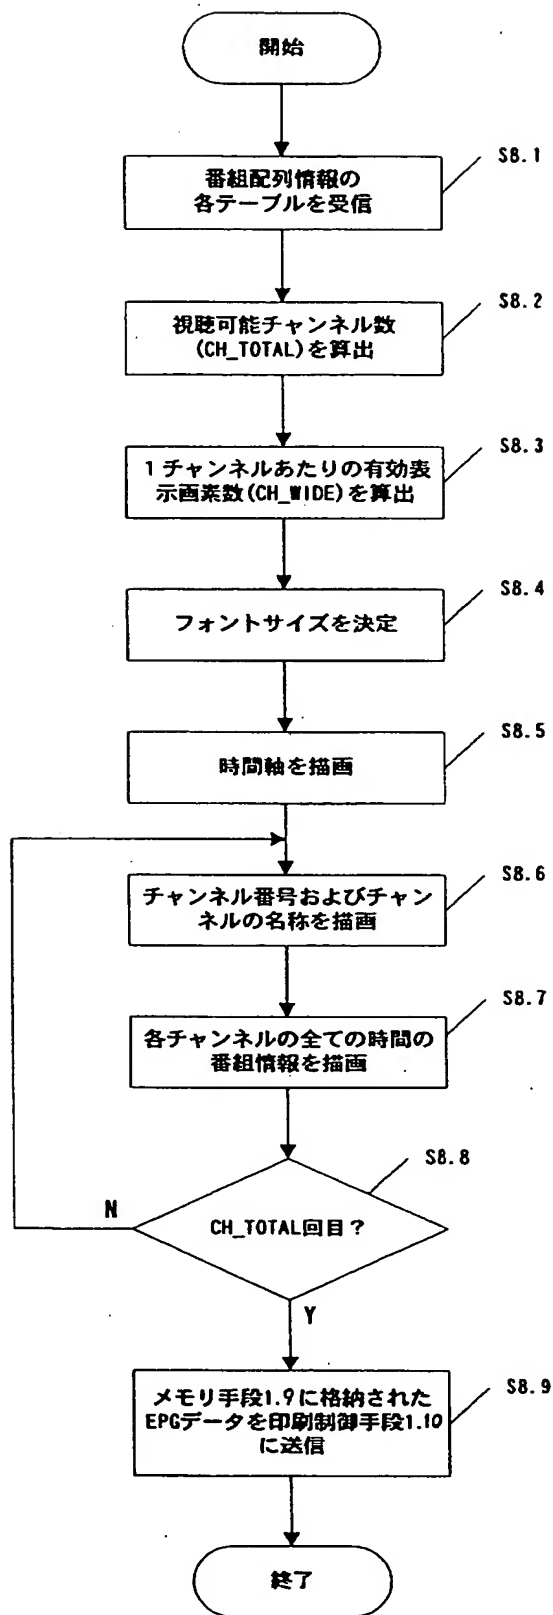 開始
S8.1
番組配列情報の
各テーブルを受信
S8.2
視聴可能チャンネル数
(CH_TOTAL)を算出
S8.3
1チャンネルあたりの有効表
示画素数(CH_WIDE)を算出
S8.4
フォントサイズを決定
S8.5
時間軸を描画
S8.6
チャンネル番号およびチャン
ネルの名称を描画
S8.7
各チャンネルの全ての時間の
番組情報を描画
S8.8
N
CH_TOTAL回目？
Y
S8.9
メモリ手段1.9に格納された
EPGデータを印刷制御手段1.10
に送信
終了